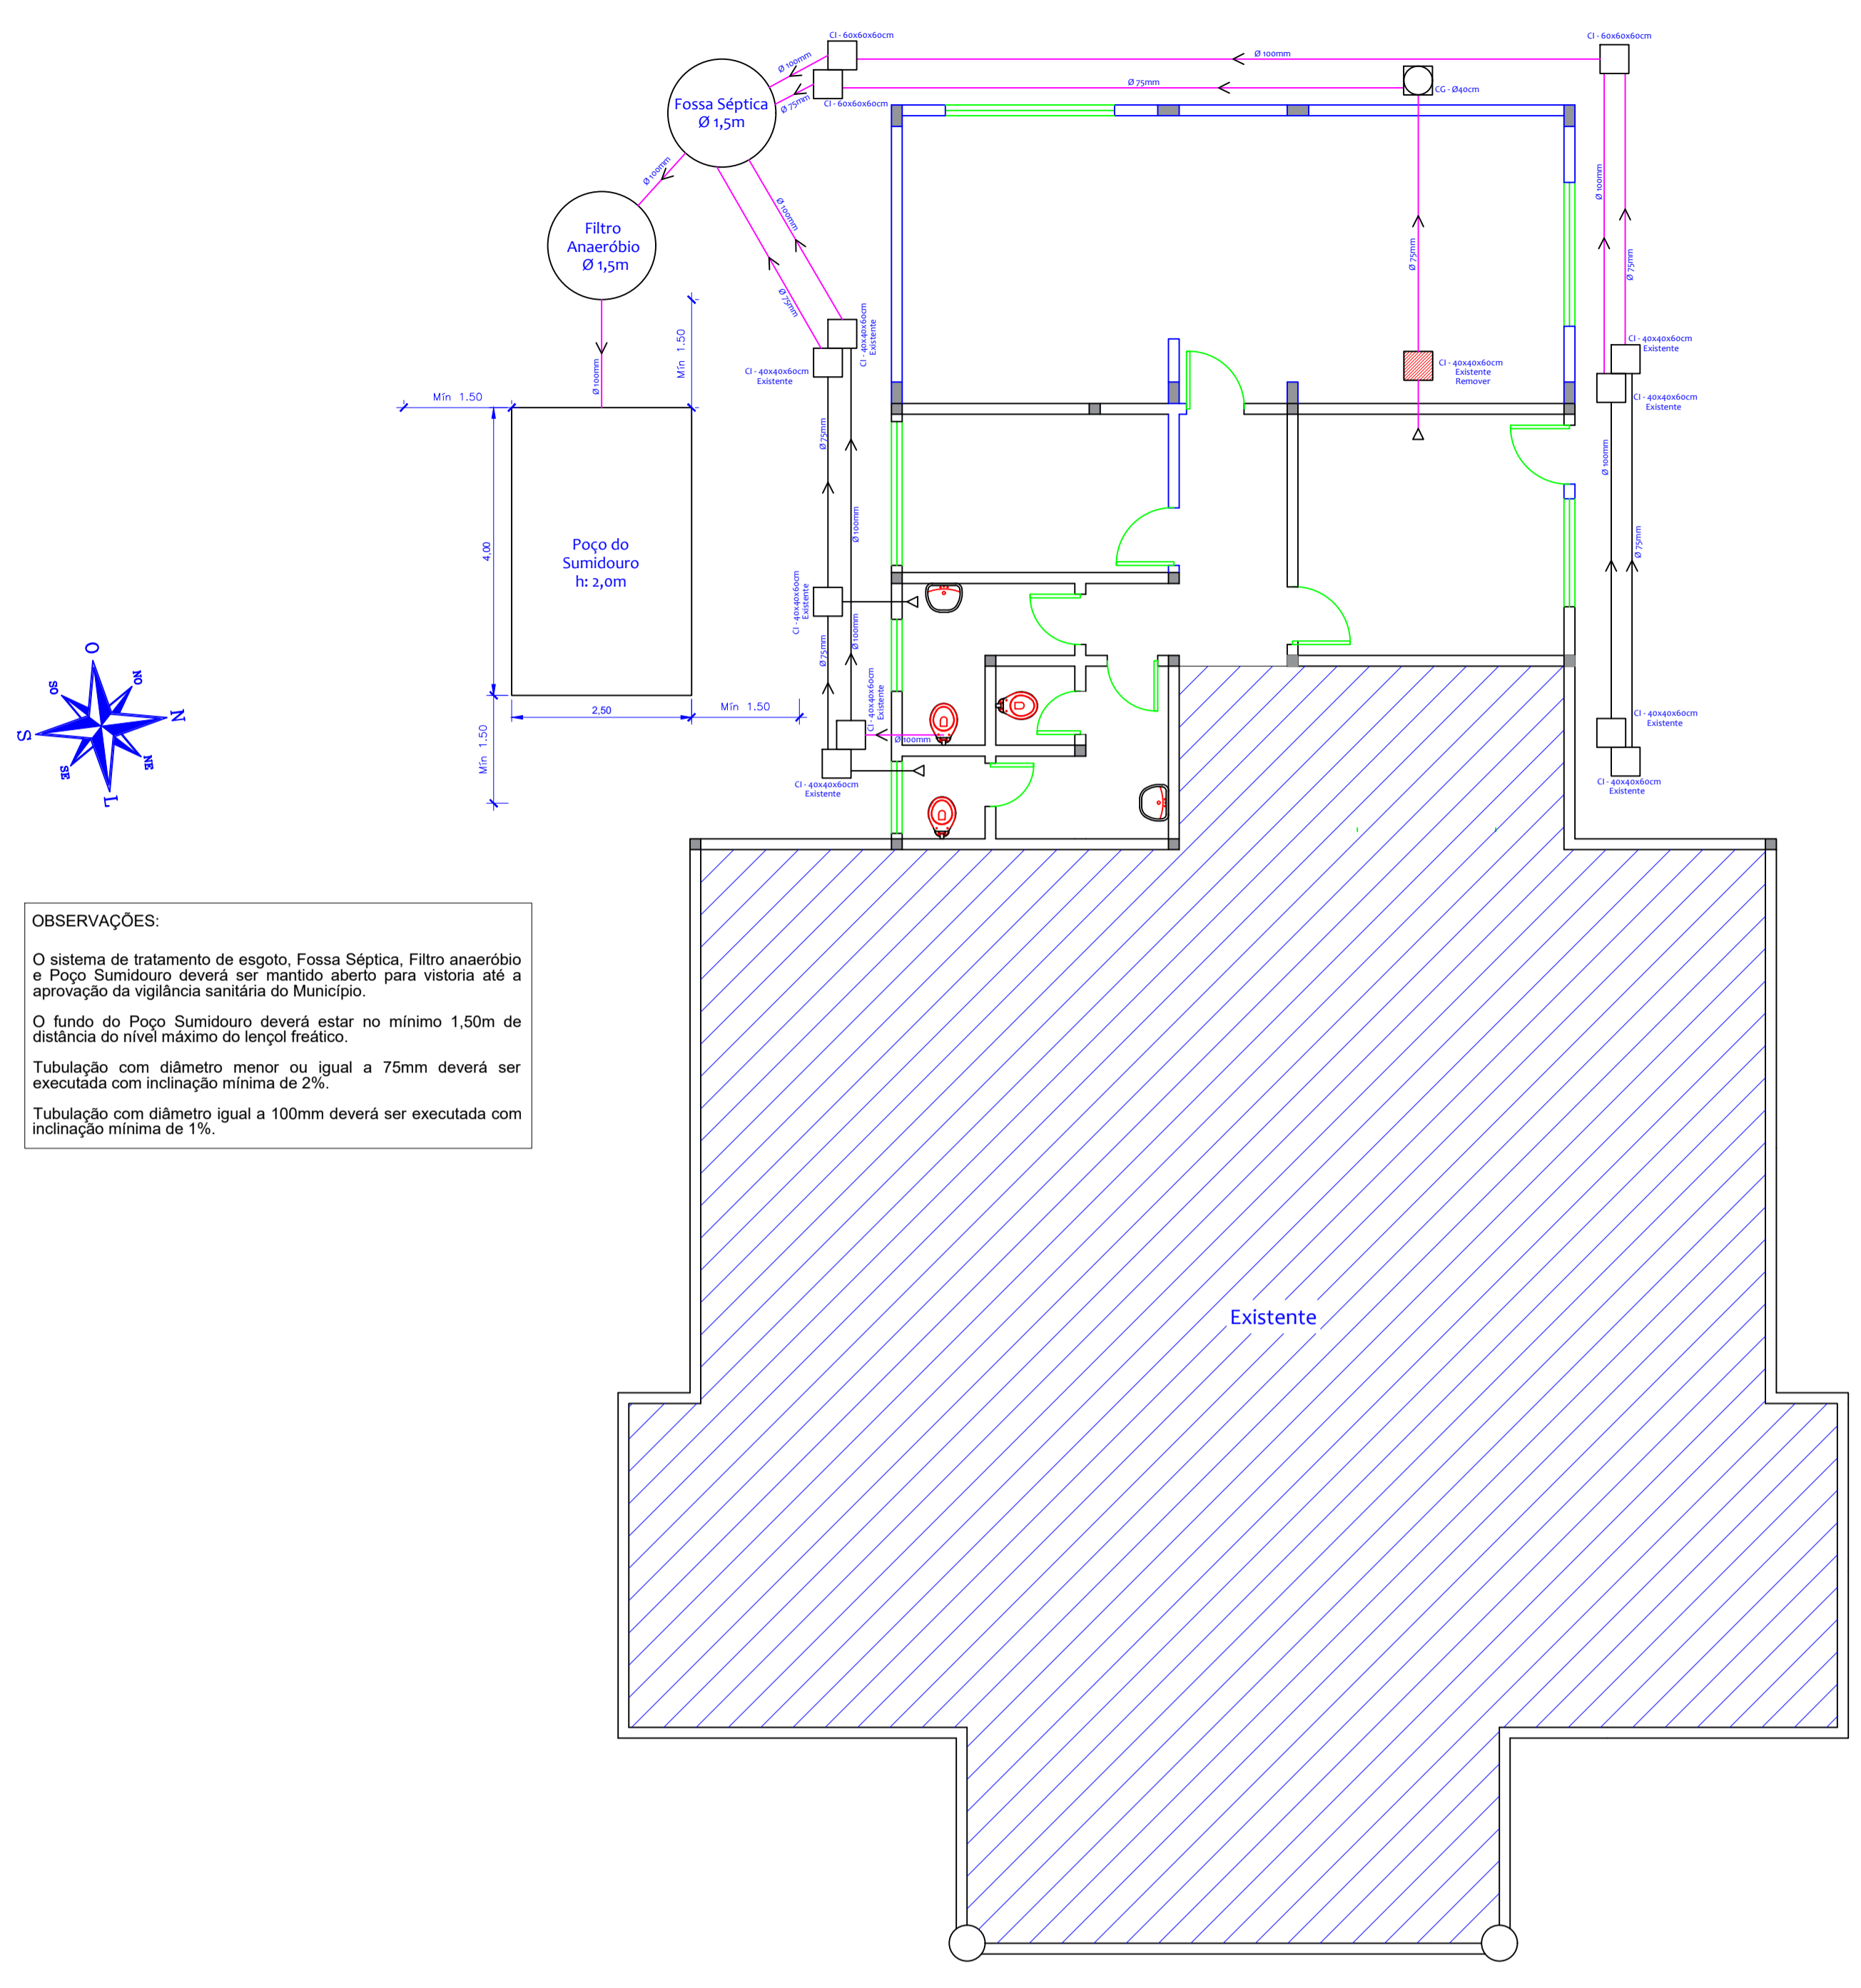 CI - 60x60x60cm
CI - 60x60x60cm
Ø 100mm
Ø 100mm
Ø 75mm
CG - Ø40cm
Ø 75mm
CI - 60x60x60cm
Fossa Séptica
Ø 1,5m
Ø 100mm
Ø 100mm
Ø 75mm
Filtro
Anaeróbio
Ø 1,5m
Ø 100mm
Ø 75mm
Ø 100mm
Ø 75mm
CI - 40x40x60cm
Existente
CI - 40x40x60cm
Existente
CI - 40x40x60cm
Existente
Remover
CI - 40x40x60cm
Existente
CI - 40x40x60cm
Existente
Ø 100mm
Mín 1.50
Mín 1.50
Ø 75mm
Ø 100mm
Ø 100mm
Ø 75mm
4,00
Poço do
Sumidouro
h: 2,0m
CI - 40x40x60cm
Existente
Ø 75mm
Ø 100mm
2,50
Mín 1.50
Mín 1.50
CI - 40x40x60cm
Existente
Ø 100mm
CI - 40x40x60cm
Existente
CI - 40x40x60cm
Existente
CI - 40x40x60cm
Existente
O
NO
N
NE
L
SE
S
SO
OBSERVAÇÕES:
O sistema de tratamento de esgoto, Fossa Séptica, Filtro anaeróbio
e Poço Sumidouro deverá ser mantido aberto para vistoria até a
aprovação da vigilância sanitária do Município.
O fundo do Poço Sumidouro deverá estar no mínimo 1,50m de
distância do nível máximo do lençol freático.
Tubulação com diâmetro menor ou igual a 75mm deverá ser
executada com inclinação mínima de 2%.
Tubulação com diâmetro igual a 100mm deverá ser executada com
inclinação mínima de 1%.
Existente